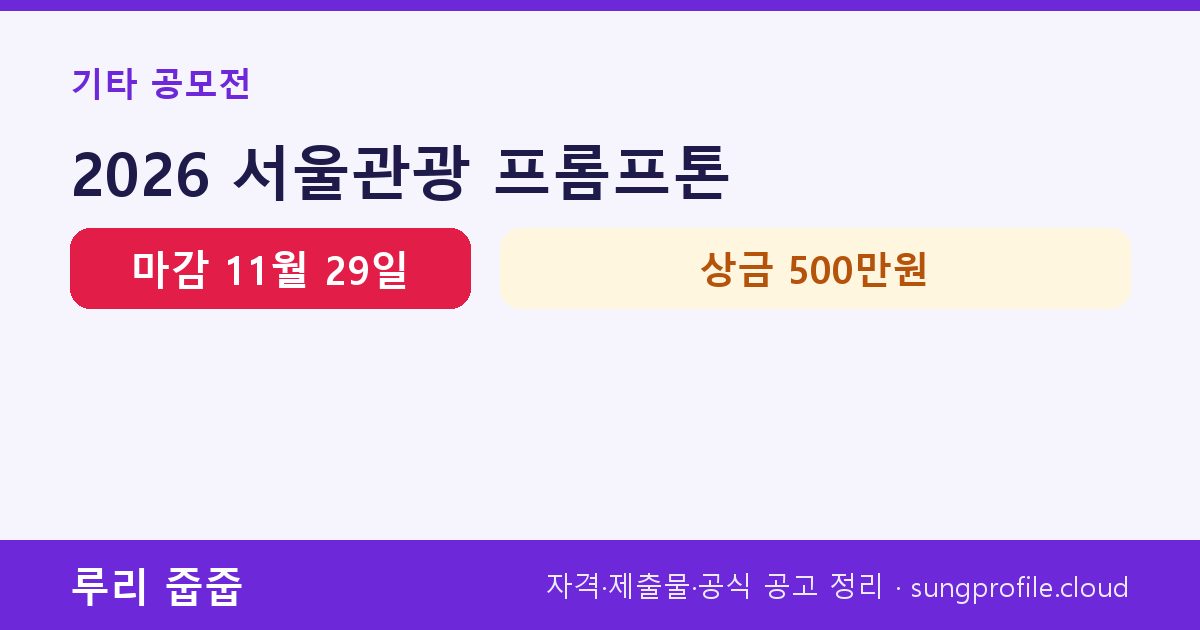 기타 공모전
2026 서울관광 프롬프톤
마감 11월 29일
상금 500만원
루리 줍줍
자격·제출물·공식 공고 정리 · sungprofile.cloud